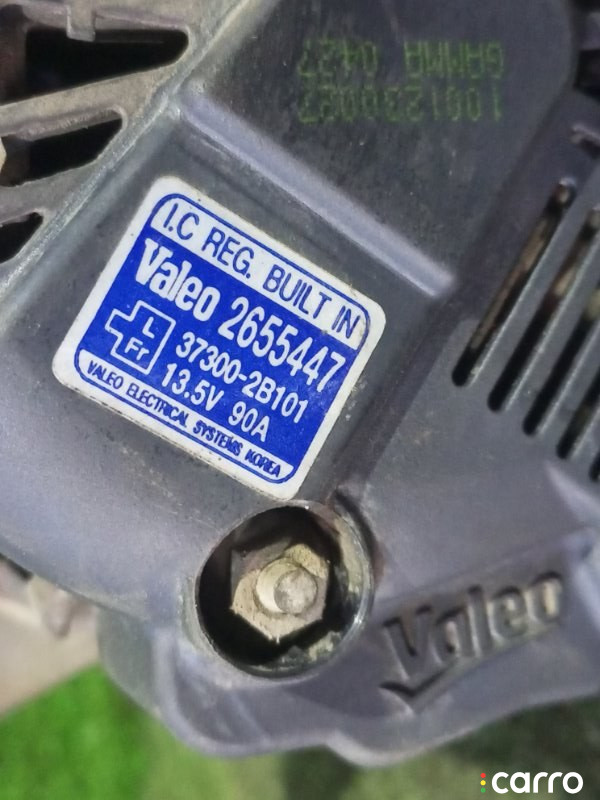 GAMMA 0427
1001230027
I.C REG. BUILT IN
Valeo 2655447
L
Fr
37300-2B101
13.5V 90A
VALEO ELECTRICAL SYSTEMS KOREA
Valeo
carro